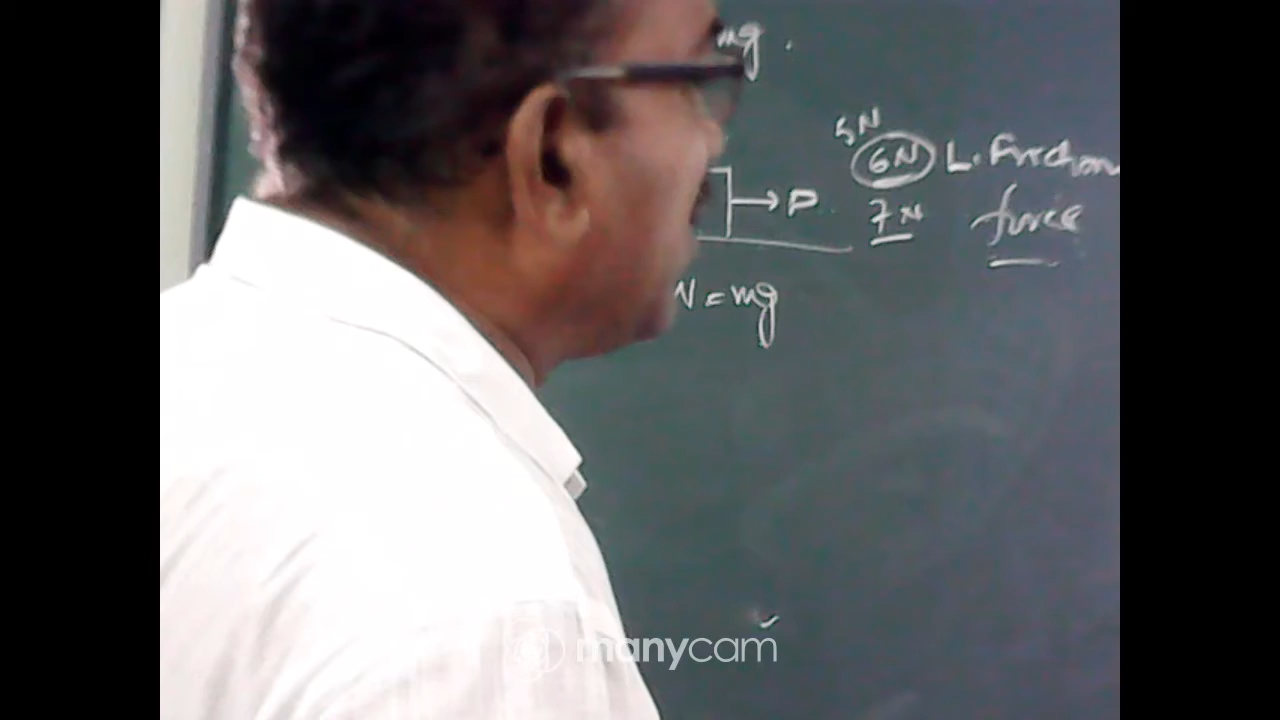 mg.
5N
6N L. Friction
P 7N force
N = mg
manycam